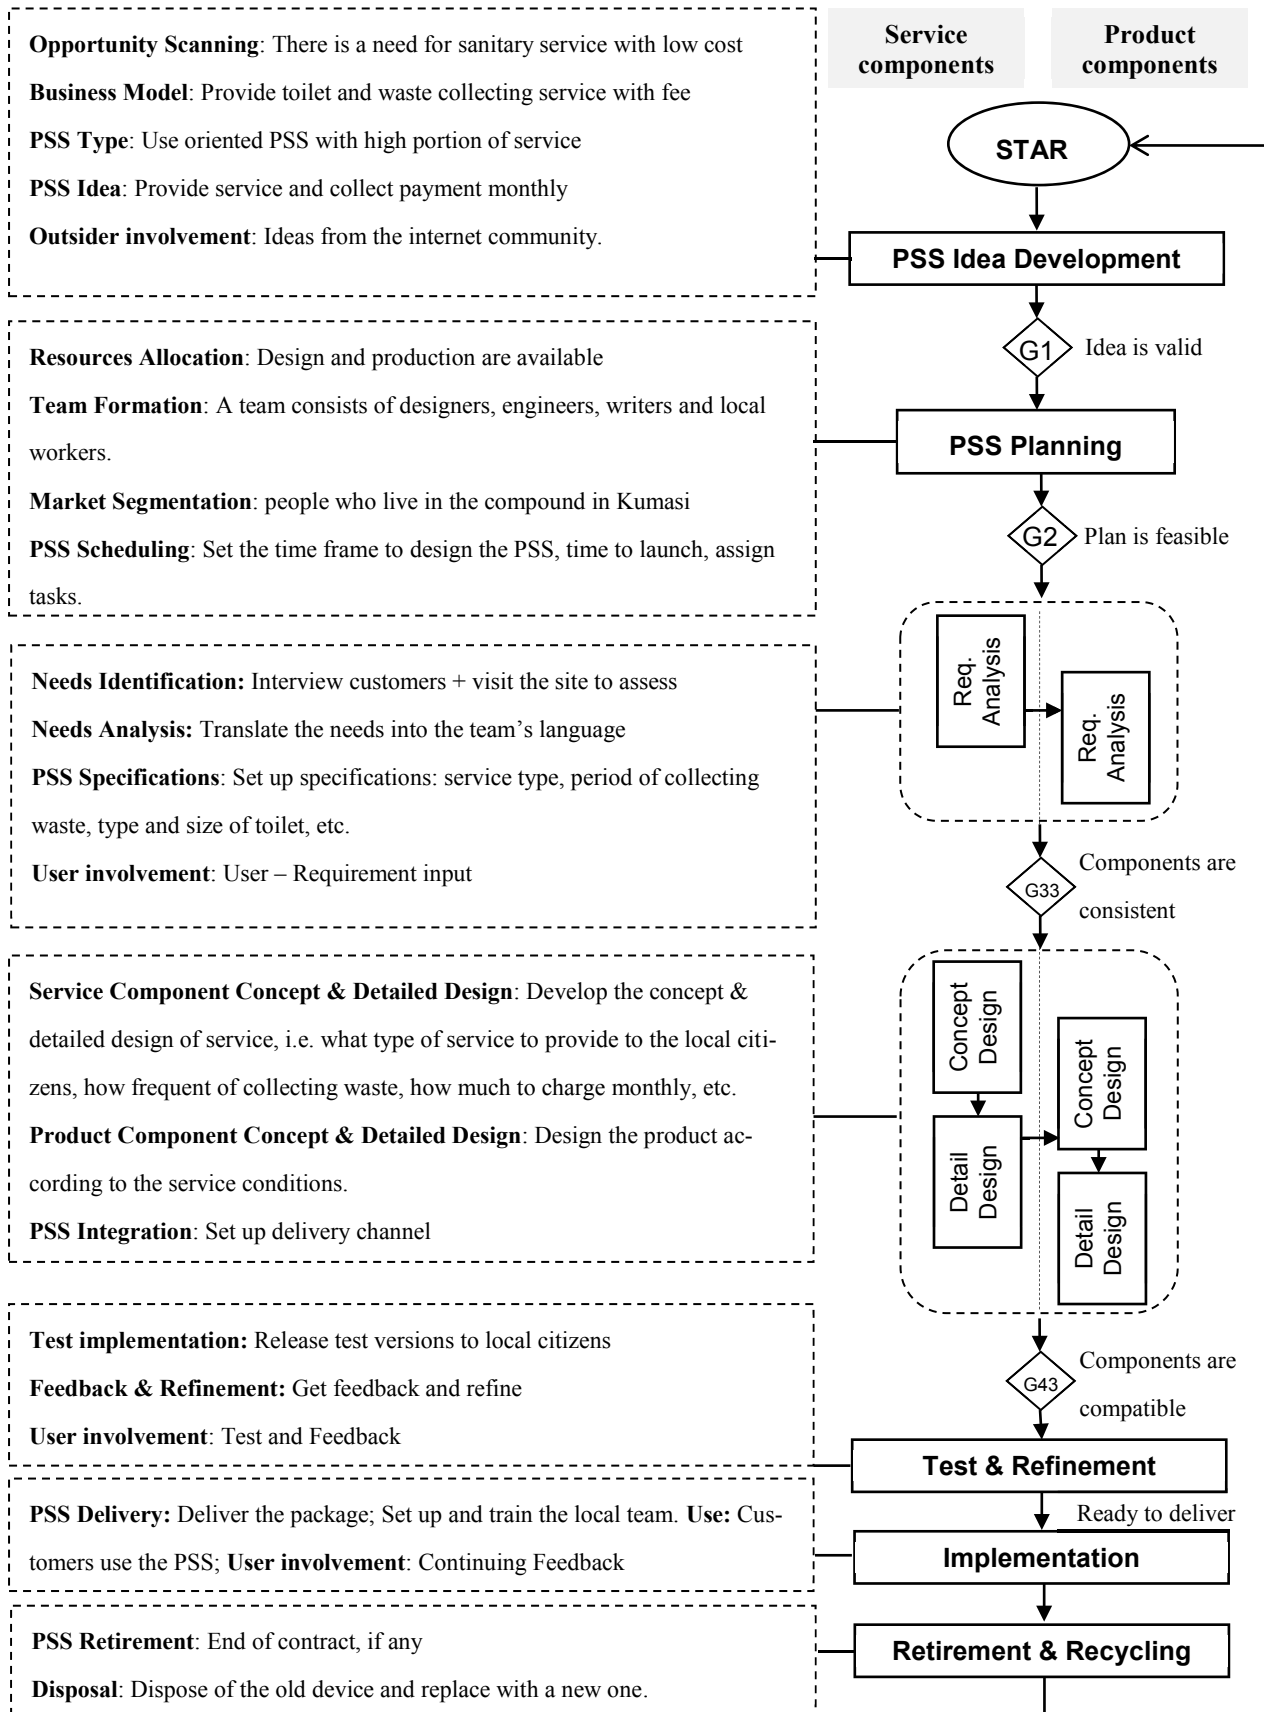 Opportunity Scanning: There is a need for sanitary service with low cost
Business Model: Provide toilet and waste collecting service with fee
PSS Type: Use oriented PSS with high portion of service
PSS Idea: Provide service and collect payment monthly
Outsider involvement: Ideas from the internet community.
Service
components
Product
components
STAR
PSS Idea Development
G1
Idea is valid
Resources Allocation: Design and production are available
Team Formation: A team consists of designers, engineers, writers and local
workers.
Market Segmentation: people who live in the compound in Kumasi
PSS Scheduling: Set the time frame to design the PSS, time to launch, assign
tasks.
PSS Planning
G2
Plan is feasible
Needs Identification: Interview customers + visit the site to assess
Needs Analysis: Translate the needs into the team’s language
PSS Specifications: Set up specifications: service type, period of collecting
waste, type and size of toilet, etc.
User involvement: User – Requirement input
Req.
Analysis
Req.
Analysis
G33
Components are
consistent
Service Component Concept & Detailed Design: Develop the concept &
detailed design of service, i.e. what type of service to provide to the local citi-
zens, how frequent of collecting waste, how much to charge monthly, etc.
Product Component Concept & Detailed Design: Design the product ac-
cording to the service conditions.
PSS Integration: Set up delivery channel
Concept
Design
Detail
Design
Concept
Design
Detail
Design
G43
Components are
compatible
Test implementation: Release test versions to local citizen
Feedback & Refinement: Get feedback and refine
User involvement: Test and Feedback
Test & Refinement
Ready to deliver
PSS Delivery: Deliver the package; Set up and train the local team. Use: Cus-
tomers use the PSS; User involvement: Continuing Feedback
Implementation
PSS Retirement: End of contract, if any
Disposal: Dispose of the old device and replace with a new one.
Retirement & Recycling